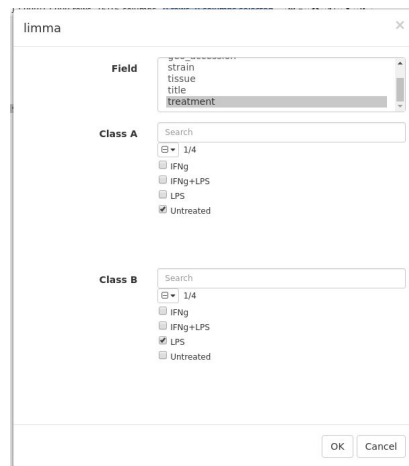 limma
×
Field
strain
tissue
title
treatment
Class A
Search
1/4
IFNg
IFNg+LPS
LPS
Untreated
Class B
Search
1/4
IFNg
IFNg+LPS
LPS
Untreated
OK Cancel